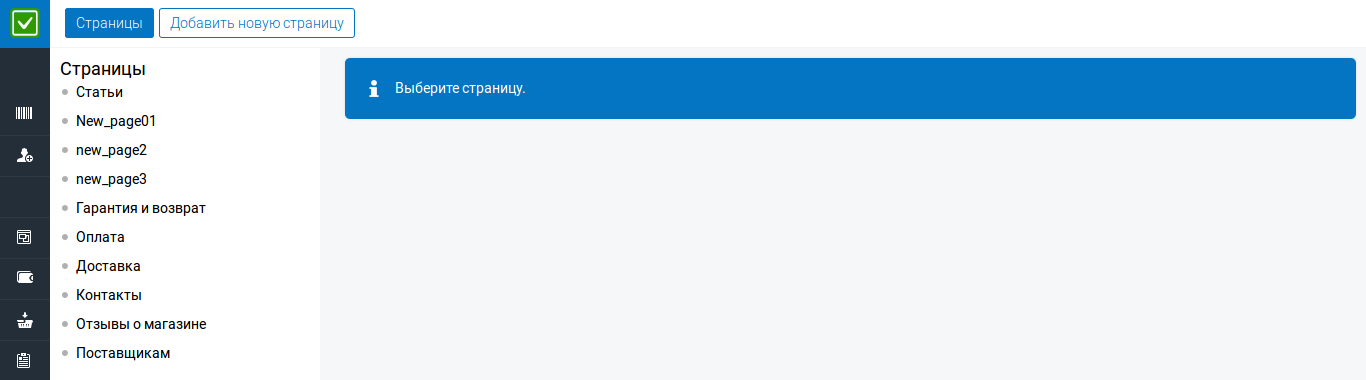 Страницы
Добавить новую страницу
Страницы
Статьи
New_page01
new_page2
new_page3
Гарантия и возврат
Оплата
Доставка
Контакты
Отзывы о магазине
Поставщикам
Выберите страницу.